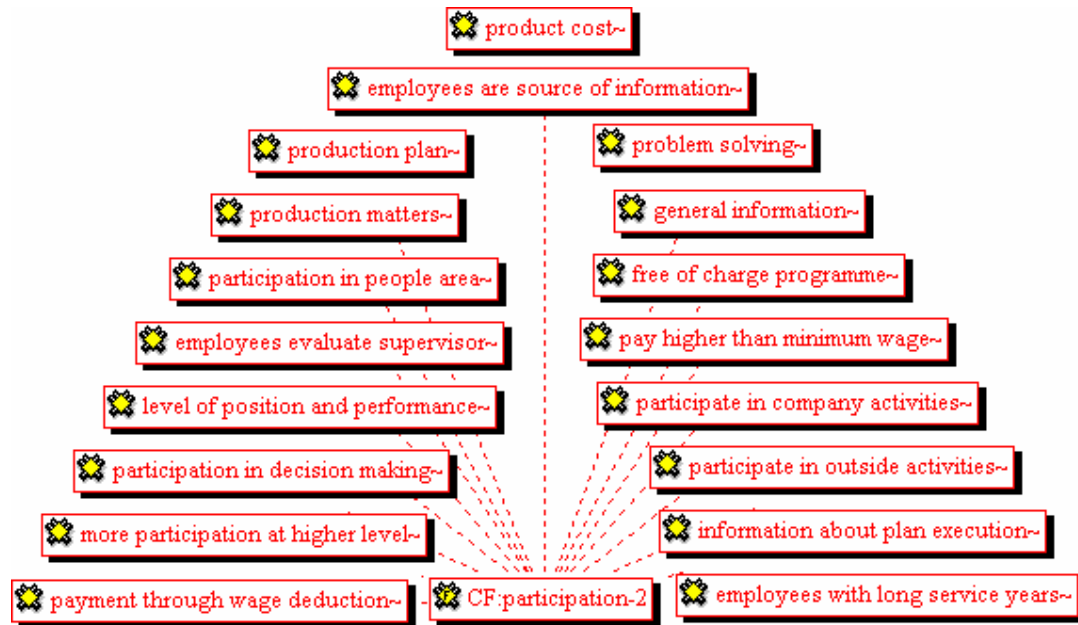 product cost~
employees are source of information~
production plan~
problem solving~
production matters~
general information~
participation in people area~
free of charge programme~
employees evaluate supervisor~
pay higher than minimum wage~
level of position and performance~
participate in company activities~
participation in decision making~
participate in outside activities~
more participation at higher level~
information about plan execution~
payment through wage deduction~
CF:participation-2
employees with long service years~